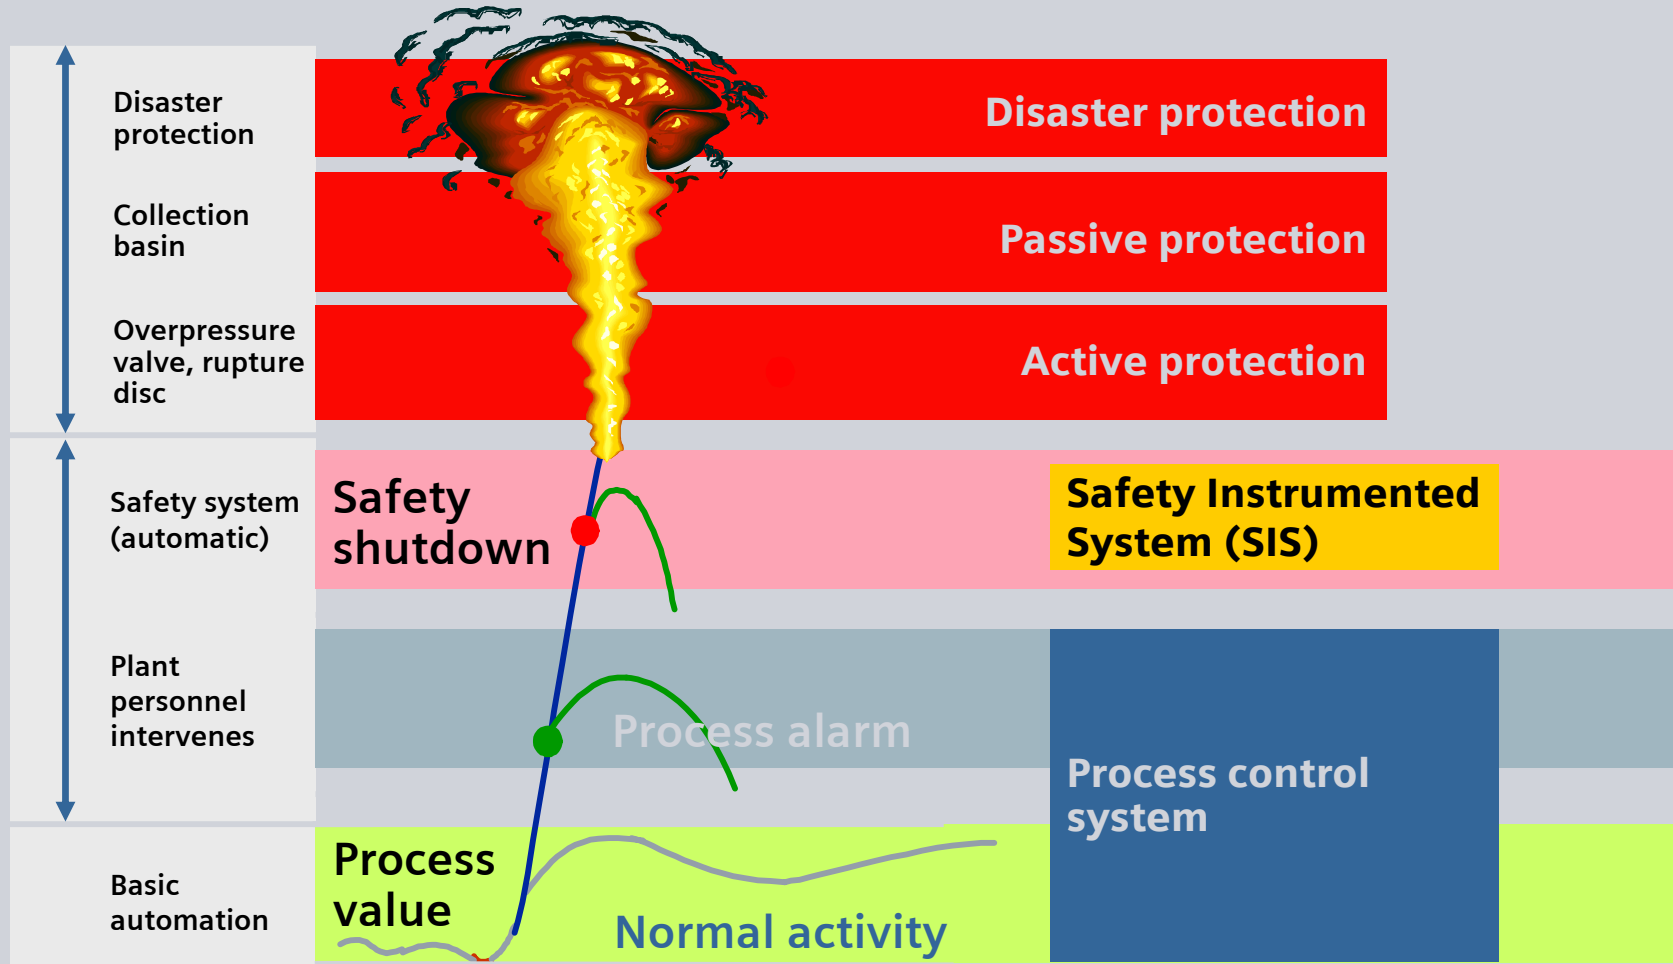 Disaster
protection
Disaster protection
Collection
basin
Passive protection
Overpressure
valve, rupture
disc
Active protection
Safety system
(automatic)
Safety
shutdown
Safety Instrumented
System (SIS)
Plant
personnel
intervenes
Process alarm
Process control
system
Basic
automation
Process
value
Normal activity